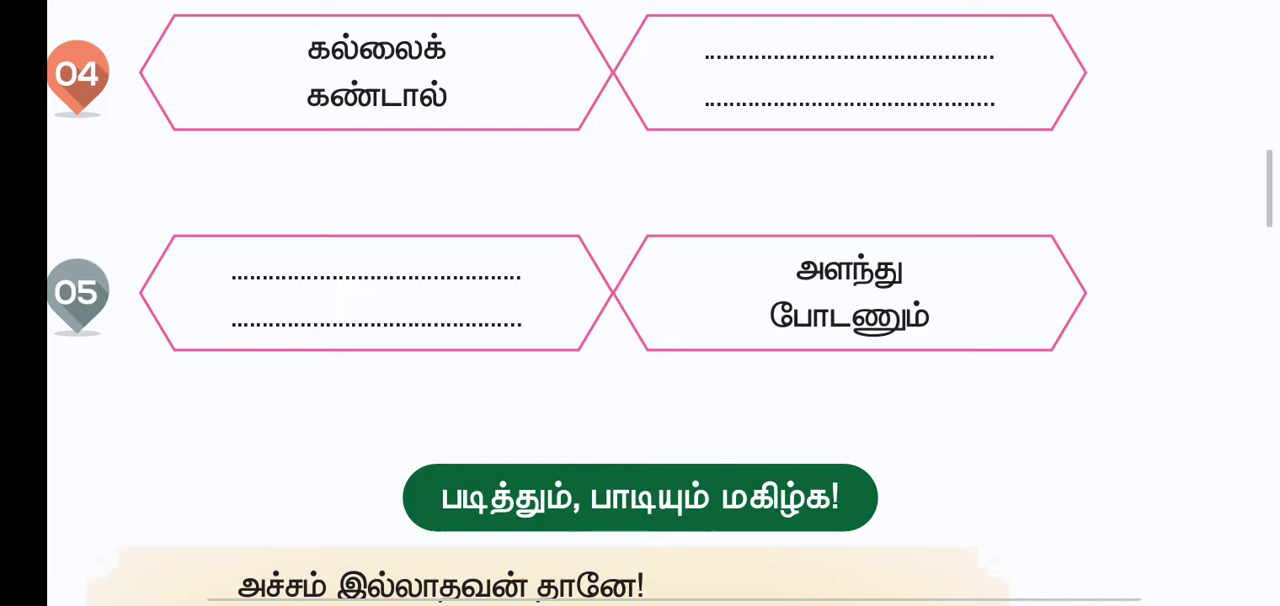 04
கல்லைக்
கண்டால்
..............................................
..............................................
05
..............................................
..............................................
அளந்து
போடணும்
படித்தும், பாடியும் மகிழ்க!
அச்சம் இல்லாதவன் தானே!